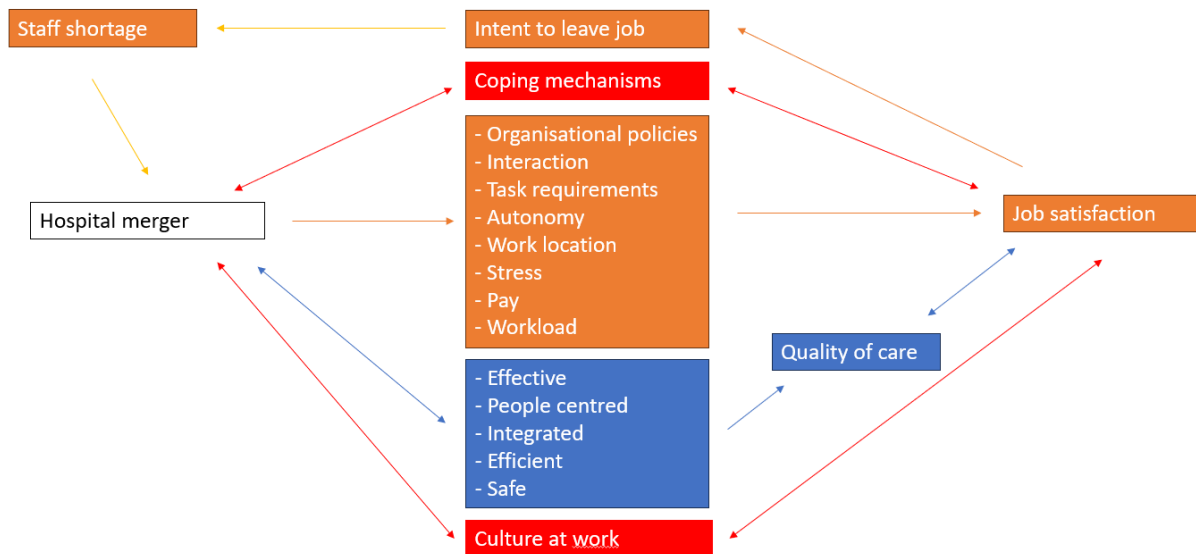 Staff shortage
Intent to leave job
Coping mechanisms
- Organisational policies
- Interaction
- Task requirements
- Autonomy
- Work location
- Stress
- Pay
- Workload
Hospital merger
Job satisfaction
Quality of care
- Effective
- People centred
- Integrated
- Efficient
- Safe
Culture at work